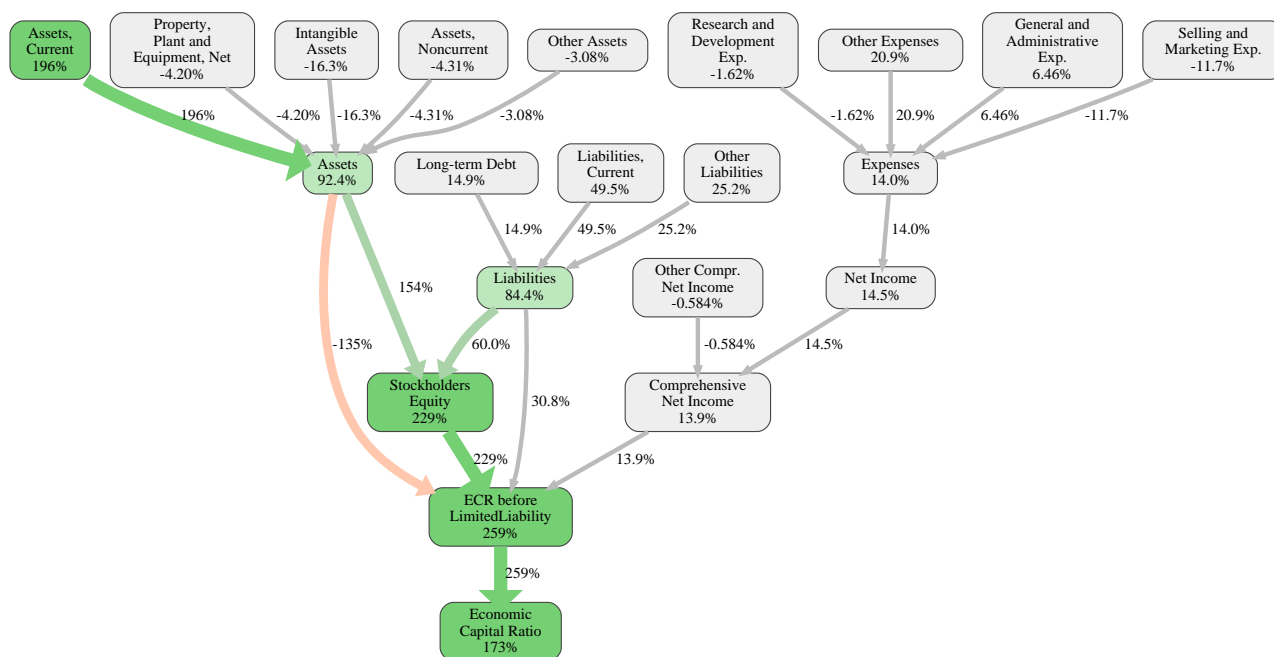 Assets,
Current
196%
Property,
Plant and
Equipment, Net
-4.20%
Intangible
Assets
-16.3%
Assets,
Noncurrent
-4.31%
Other Assets
-3.08%
Research and
Development
Exp.
-1.62%
Other Expenses
20.9%
General and
Administrative
Exp.
6.46%
Selling and
Marketing Exp.
-11.7%
196%
-4.20%
-16.3%
-4.31%
-3.08%
-1.62%
20.9%
6.46%
-11.7%
Assets
92.4%
Long-term Debt
14.9%
Liabilities,
Current
49.5%
Other
Liabilities
25.2%
Expenses
14.0%
14.9%
49.5%
25.2%
14.0%
Liabilities
84.4%
Other Compr.
Net Income
-0.584%
Net Income
14.5%
154%
-135%
60.0%
-0.584%
14.5%
Stockholders
Equity
229%
30.8%
Comprehensive
Net Income
13.9%
229%
13.9%
ECR before
LimitedLiability
259%
259%
Economic
Capital Ratio
173%